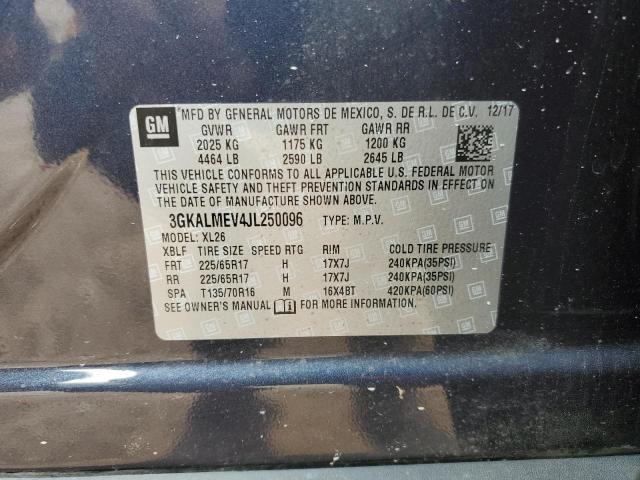 GM
*MFD BY GENERAL MOTORS DE MEXICO, S. DE R.L. DE C.V. 12/17
GVWR GAWR FRT GAWR RR
2025 KG 1175 KG 1200 KG
4464 LB 2590 LB 2645 LB
THIS VEHICLE CONFORMS TO ALL APPLICABLE U.S. FEDERAL MOTOR
VEHICLE SAFETY AND THEFT PREVENTION STANDARDS IN EFFECT ON
THE DATE OF MANUFACTURE SHOWN ABOVE.
3GKALMEV4JL250096 TYPE: M.P.V.
MODEL: XL26
XBLF TIRE SIZE SPEED RTG RIM COLD TIRE PRESSURE
FRT 225/65R17 H 17X7J 240KPA(35PSI)
RR 225/65R17 H 17X7J 240KPA(35PSI)
SPA T135/70R16 M 16X4BT 420KPA(60PSI)
SEE OWNER'S MANUAL FOR MORE INFORMATION.